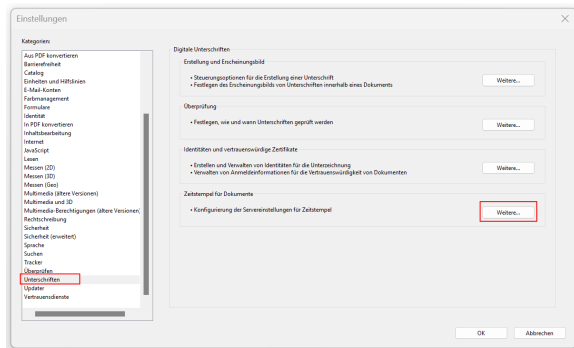 Einstellungen
Kategorien:
Aus PDF konvertieren
Barrierefreiheit
Catalog
Einheiten und Hilfslinien
E-Mail-Konten
Farbmanagement
Formulare
Identität
In PDF konvertieren
Inhaltsbearbeitung
Internet
JavaScript
Lesen
Messen (2D)
Messen (3D)
Messen (Geo)
Multimedia (ältere Versionen)
Multimedia und 3D
Multimedia-Berechtigungen (ältere Versionen)
Rechtschreibung
Sicherheit
Sicherheit (erweitert)
Sprache
Suchen
Tracker
Überprüfen
Unterschriften
Updater
Vertrauensdienste
Digitale Unterschriften
Erstellung und Erscheinungsbild
• Steuerungsoptionen für die Erstellung einer Unterschrift
• Festlegen des Erscheinungsbilds von Unterschriften innerhalb eines Dokuments
Weitere...
Überprüfung
• Festlegen, wie und wann Unterschriften geprüft werden
Weitere...
Identitäten und vertrauenswürdige Zertifikate
• Erstellen und Verwalten von Identitäten für die Unterzeichnung
• Verwalten von Anmeldeinformationen für die Vertrauenswürdigkeit von Dokumenten
Weitere...
Zeitstempel für Dokumente
• Konfigurierung der Servereinstellungen für Zeitstempel
Weitere...
OK
Abbrechen